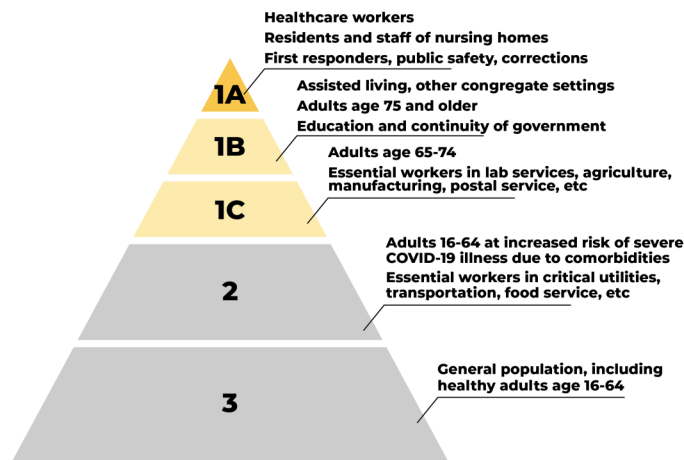 Healthcare workers
Residents and staff of nursing homes
First responders, public safety, corrections
1A
Assisted living, other congregate settings
Adults age 75 and older
Education and continuity of government
1B
Adults age 65-74
Essential workers in lab services, agriculture,
manufacturing, postal service, etc
1C
Adults 16-64 at increased risk of severe
COVID-19 illness due to comorbidities
Essential workers in critical utilities,
transportation, food service, etc
2
General population, including
healthy adults age 16-64
3